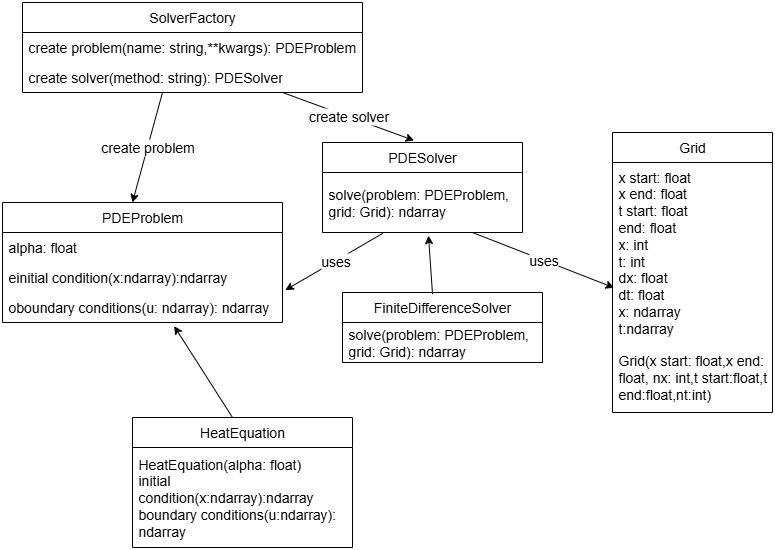 SolverFactory
create problem(name: string,**kwargs): PDEProblem
create solver(method: string): PDESolver
create solver
create problem
PDESolver
solve(problem: PDEProblem,
grid: Grid): ndarray
Grid
x start: float
x end: float
t start: float
end: float
x: int
t: int
dx: float
dt: float
x: ndarray
t:ndarray
Grid(x start: float,x end:
float, nx: int,t start:float,t
end:float,nt:int)
PDEProblem
alpha: float
einitial condition(x:ndarray):ndarray
oboundary conditions(u: ndarray): ndarray
uses
uses
FiniteDifferenceSolver
solve(problem: PDEProblem,
grid: Grid): ndarray
HeatEquation
HeatEquation(alpha: float)
initial
condition(x:ndarray):ndarray
boundary conditions(u:ndarray):
ndarray